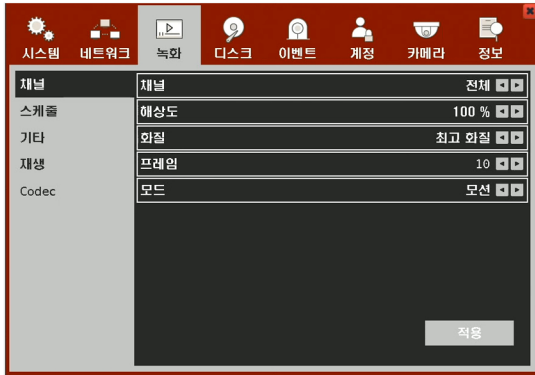 시스템 네트워크 녹화 디스크 이벤트 계정 카메라 정보
채널
스케줄
기타
재생
Codec
채널 전체
해상도 100 %
화질 최고 화질
프레임 10
모드 모션
적용